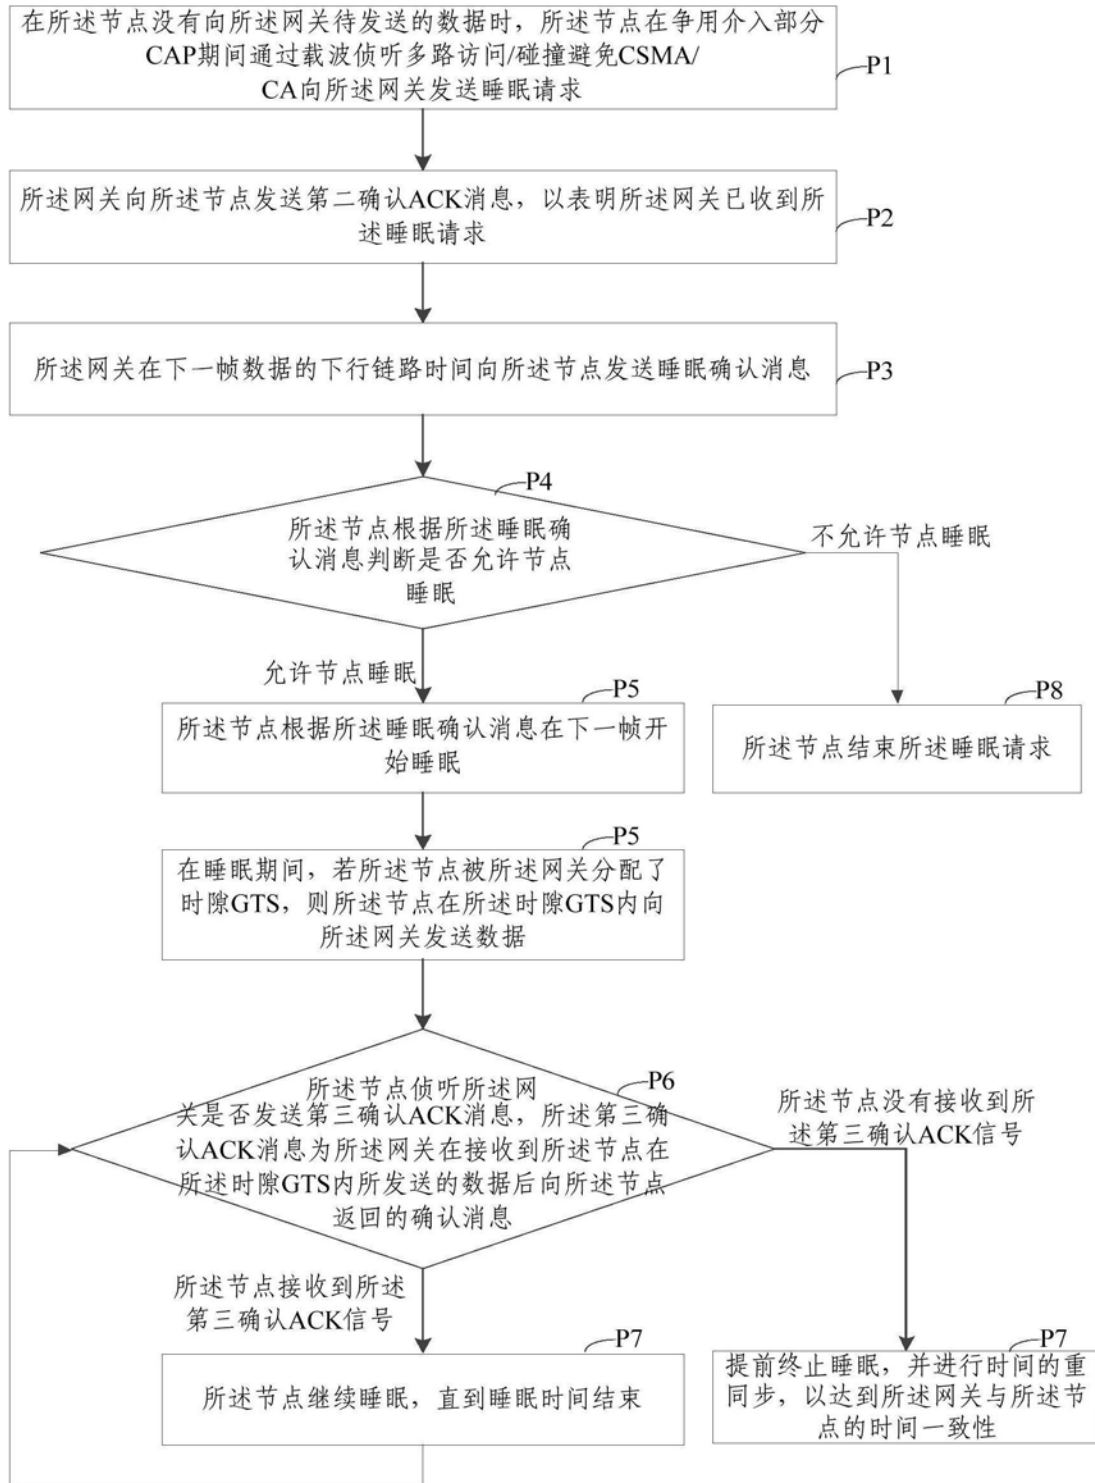 在所述节点没有向所述网关待发送的数据时，所述节点在争用介入部分
CAP期间通过载波侦听多路访问/碰撞避免CSMA/
CA向所述网关发送睡眠请求
P1
所述网关向所述节点发送第二确认ACK消息，以表明所述网关已收到所
述睡眠请求
P2
所述网关在下一帧数据的下行链路时间向所述节点发送睡眠确认消息
P3
P4
所述节点根据所述睡眠确
认消息判断是否允许节点
睡眠
不允许节点睡眠
允许节点睡眠
P5
所述节点根据所述睡眠确认消息在下一帧开
始睡眠
P8
所述节点结束所述睡眠请求
P5
在睡眠期间，若所述节点被所述网关分配了
时隙GTS，则所述节点在所述时隙GTS内向
所述网关发送数据
P6
所述节点侦听所述网
关是否发送第三确认ACK消息，所述第三确
认ACK消息为所述网关在接收到所述节点在
所述时隙GTS内所发送的数据后向所述节点
返回的确认消息
所述节点没有接收到所
述第三确认ACK信号
所述节点接收到所述
第三确认ACK信号
P7
所述节点继续睡眠，直到睡眠时间结束
P7
提前终止睡眠，并进行时间的重
同步，以达到所述网关与所述节
点的时间一致性